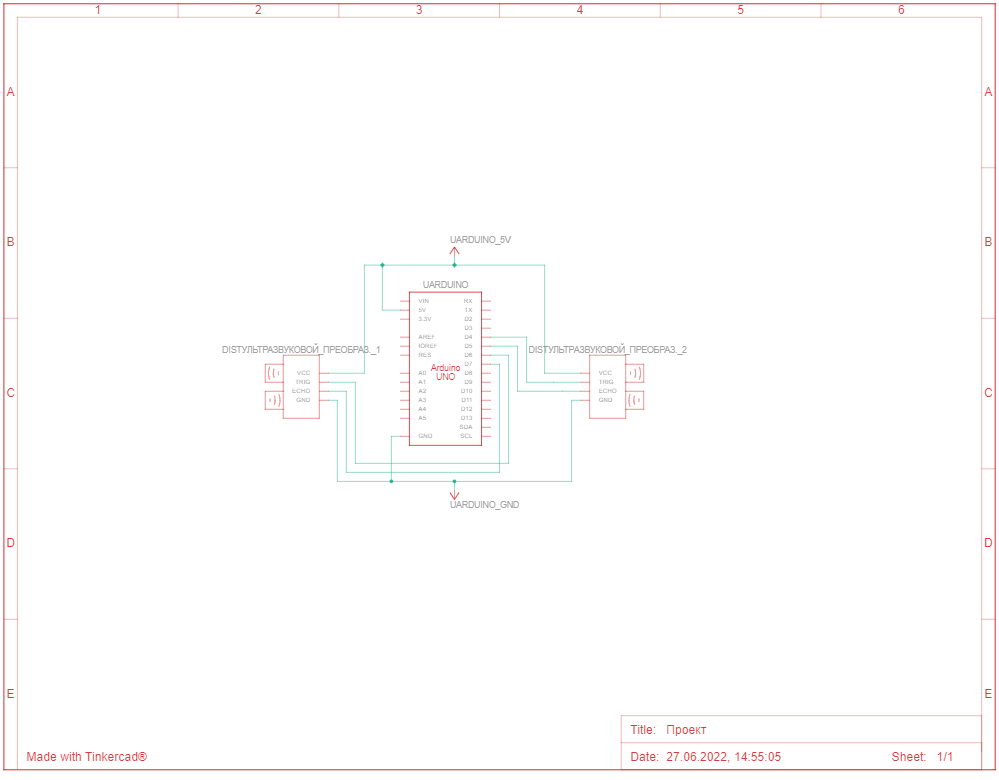 1 2 3 4 5 6
A A
B B
C C
D D
E E
UARDUINO_5V
UARDUINO
VIN RX
5V TX
3.3V D2
D3
AREF D4
IOREF D5
RES D6
D7
A0 D8
A1 D9
A2 D10
A3 D11
A4 D12
A5 D13
SDA
GND SCL
Arduino
UNO
DISTУЛЬТРАЗВУКОВОЙ_ПРЕОБРАЗ._1
VCC
TRIG
ECHO
GND
DISTУЛЬТРАЗВУКОВОЙ_ПРЕОБРАЗ._2
VCC
TRIG
ECHO
GND
UARDUINO_GND
Title: Проект
Made with Tinkercad®
Date: 27.06.2022, 14:55:05 Sheet: 1/1